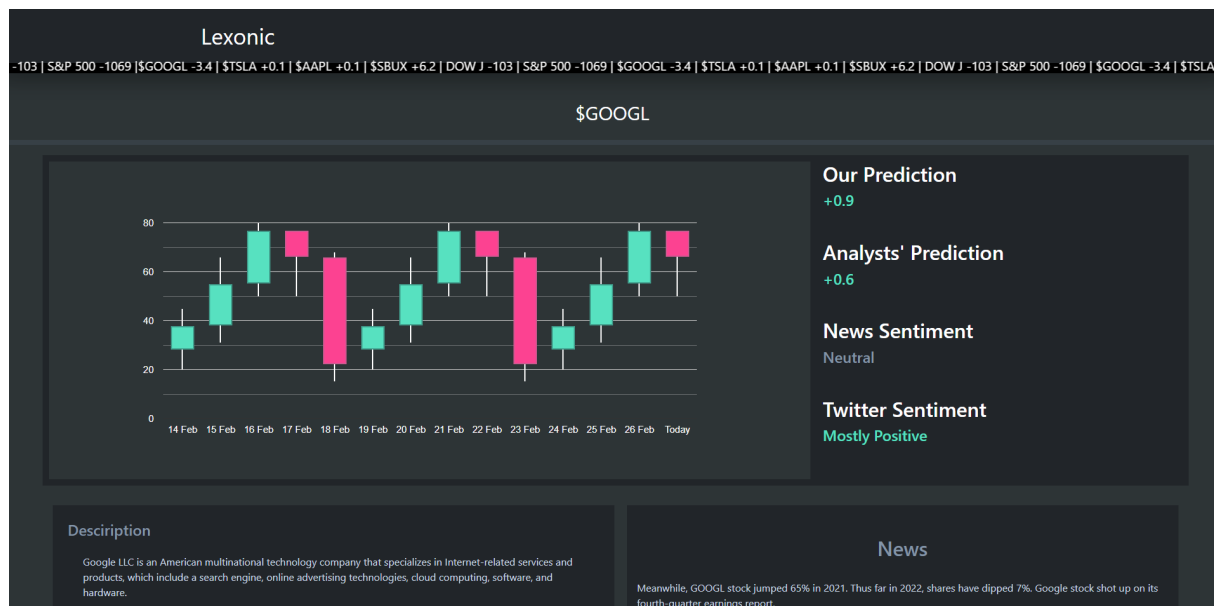 Lexonic
-103 | S&P 500 -1069 |$GOOGL -3.4 | $TSLA +0.1 | $AAPL +0.1 | $SBUX +6.2 | DOW J -103 | S&P 500 -1069 | $GOOGL -3.4 | $TSLA +0.1 | $AAPL +0.1 | $SBUX +6.2 | DOW J -103 | S&P 500 -1069 | $GOOGL -3.4 | $TSLA
$GOOGL
80
60
40
20
0
14 Feb 15 Feb 16 Feb 17 Feb 18 Feb 19 Feb 20 Feb 21 Feb 22 Feb 23 Feb 24 Feb 25 Feb 26 Feb Today
Our Prediction
+0.9
Analysts' Prediction
+0.6
News Sentiment
Neutral
Twitter Sentiment
Mostly Positive
Desciription
Google LLC is an American multinational technology company that specializes in Internet-related services and
products, which include a search engine, online advertising technologies, cloud computing, software, and
hardware.
News
Meanwhile, GOOGL stock jumped 65% in 2021. Thus far in 2022, shares have dipped 7%. Google stock shot up on its
fourth-quarter earnings report.